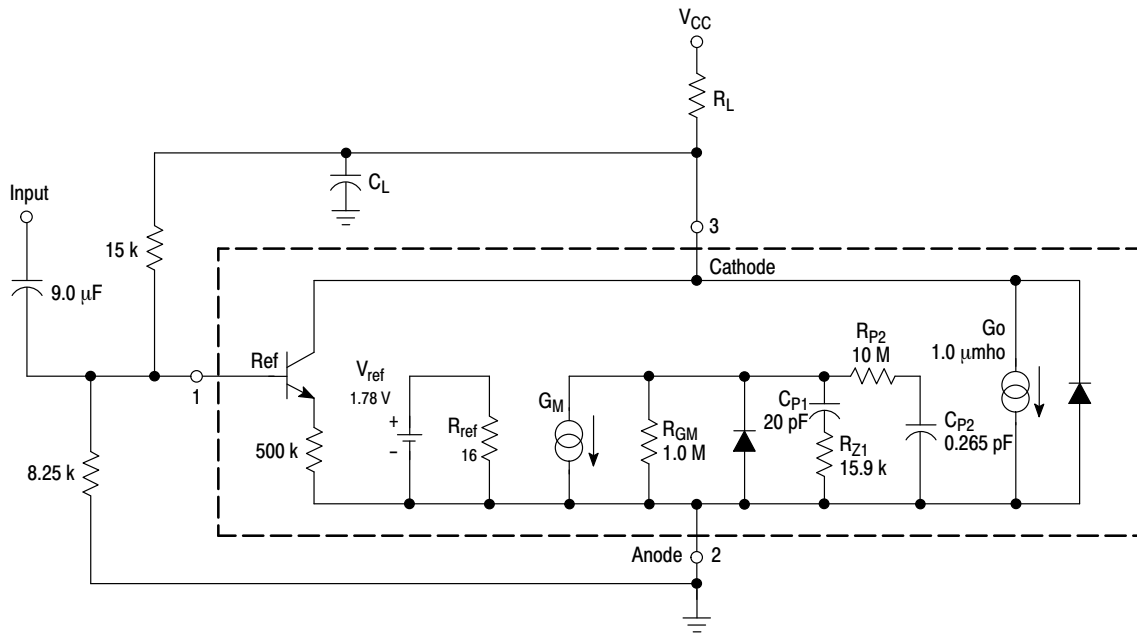 VCC
RL
CL
Input
15 k
3
Cathode
9.0 μF
Go
1.0 μmho
RP2
10 M
Ref
Vref
1.78 V
GM
CP1
20 pF
CP2
0.265 pF
1
+
–
Rref
16
RGM
1.0 M
500 k
RZ1
15.9 k
8.25 k
Anode
2